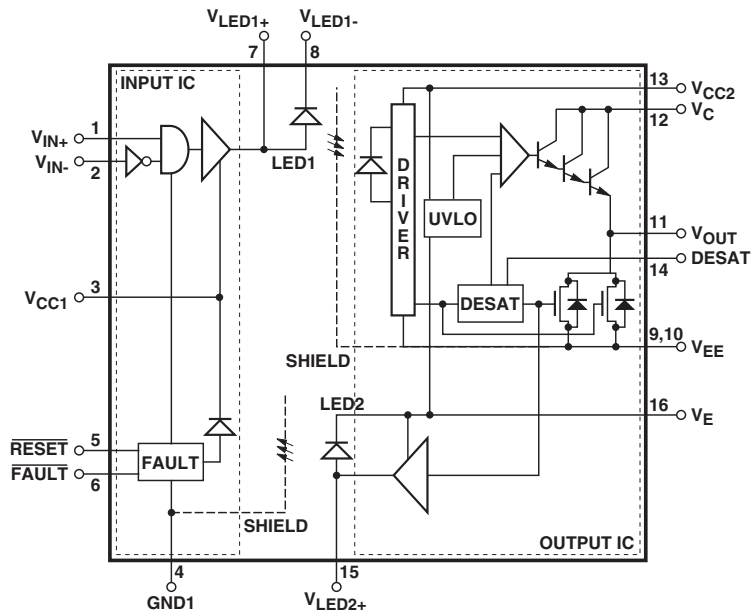 VLED1+
VLED1-
7
8
INPUT IC
13
VCC2
VC
12
VIN+
1
VIN-
2
LED1
DRIVER
UVLO
11
VOUT
DESAT
14
3
VCC1
DESAT
9,10
VEE
SHIELD
LED2
16
VE
RESET
5
FAULT
FAULT
6
SHIELD
OUTPUT IC
4
15
GND1
VLED2+